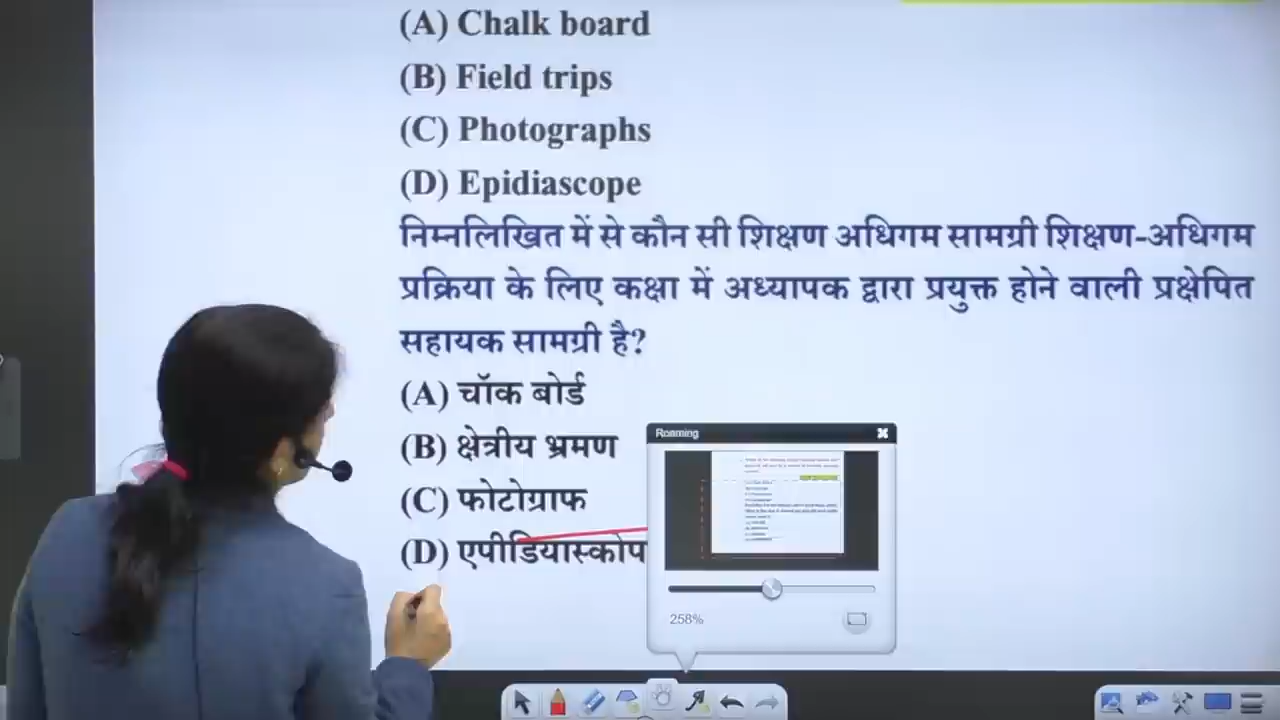 (A) Chalk board
(B) Field trips
(C) Photographs
(D) Epidiascope
निम्नलिखित में से कौन सी शिक्षण अधिगम सामग्री शिक्षण-अधिगम
प्रक्रिया के लिए कक्षा में अध्यापक द्वारा प्रयुक्त होने वाली प्रक्षेपित
सहायक सामग्री है?
(A) चॉक बोर्ड
(B) क्षेत्रीय भ्रमण
(C) फोटोग्राफ
(D) एपीडियास्कोप
Roaming
258%